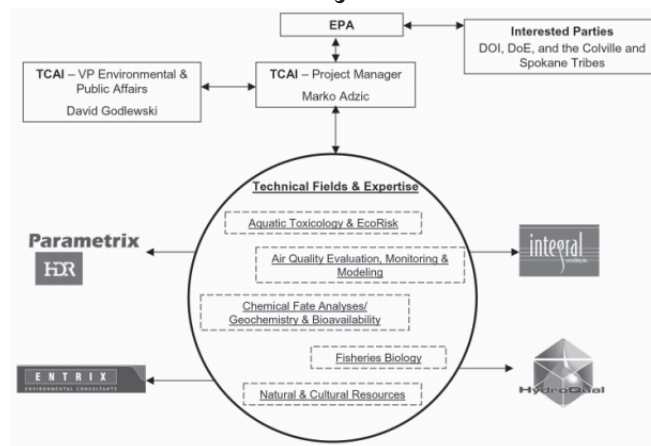 EPA
Interested Parties
DOI, DoE, and the Colville and
Spokane Tribes
TCAI – VP Environmental &
Public Affairs
David Godlewski
TCAI – Project Manager
Marko Adzic
Technical Fields & Expertise
Aquatic Toxicology & EcoRisk
Air Quality Evaluation, Monitoring &
Modeling
Chemical Fate Analyses/
Geochemistry & Bioavailability
Fisheries Biology
Natural & Cultural Resources
Parametrix
HDR
integral
consulting inc.
ENTRIX
ENVIRONMENTAL CONSULTANTS
HydroQual